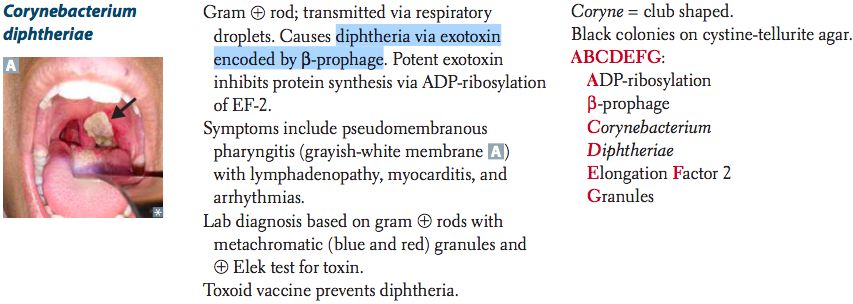 Corynebacterium
diphtheriae
A
*
Gram ⊕ rod; transmitted via respiratory
droplets. Causes diphtheria via exotoxin
encoded by β-prophage. Potent exotoxin
inhibits protein synthesis via ADP-ribosylation
of EF-2.
Symptoms include pseudomembranous
pharyngitis (grayish-white membrane A)
with lymphadenopathy, myocarditis, and
arrhythmias.
Lab diagnosis based on gram ⊕ rods with
metachromatic (blue and red) granules and
⊕ Elek test for toxin.
Toxoid vaccine prevents diphtheria.
Coryne = club shaped.
Black colonies on cystine-tellurite agar.
ABCDEFG:
ADP-ribosylation
β-prophage
Corynebacterium
Diphtheriae
Elongation Factor 2
Granules